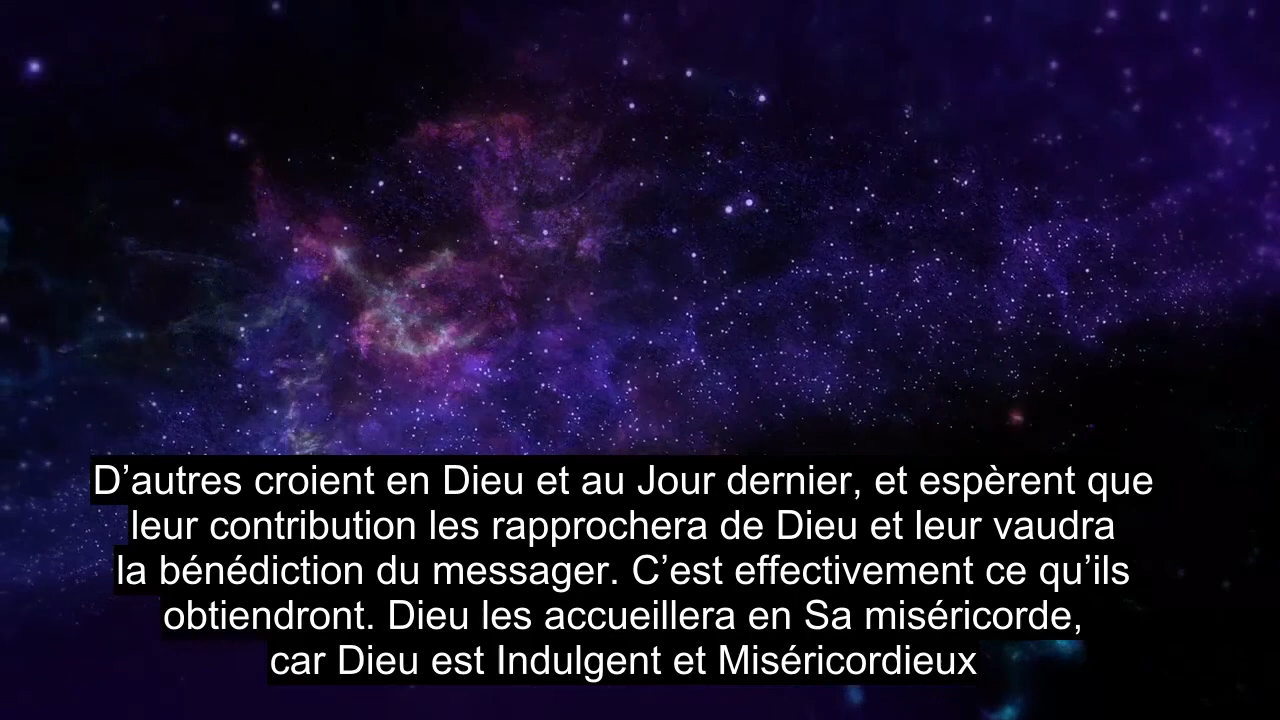 D’autres croient en Dieu et au Jour dernier, et espèrent que
leur contribution les rapprochera de Dieu et leur vaudra
la bénédiction du messager. C’est effectivement ce qu’ils
obtiendront. Dieu les accueillera en Sa miséricorde,
car Dieu est Indulgent et Miséricordieux